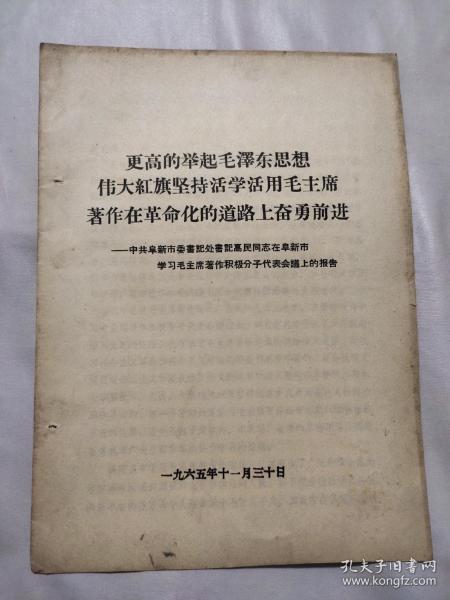 更高的举起毛澤东思想
伟大紅旗坚持活学活用毛主席
著作在革命化的道路上奋勇前进
——中共阜新市委書記处書記高民同志在阜新市
学习毛主席著作积极分子代表会議上的报告
一九六五年十一月三十日
孔夫子旧書网
www.kongfz.com